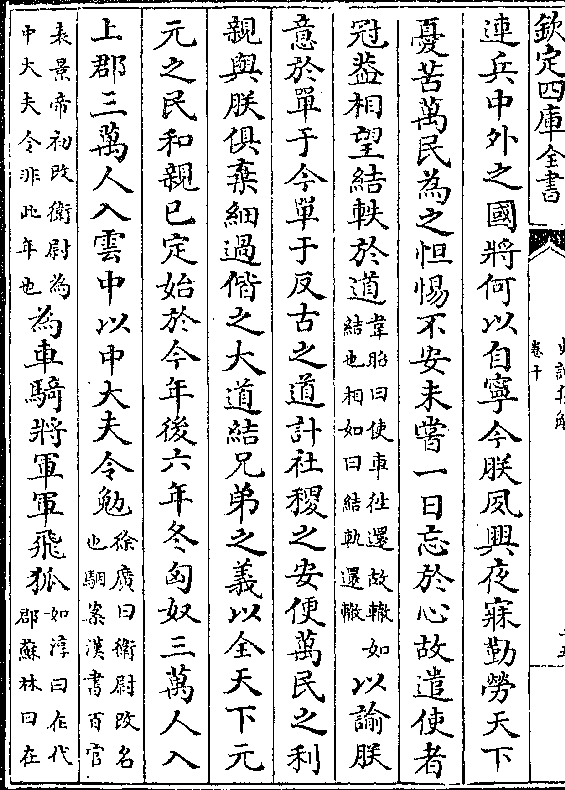 欽定四庫全書
卷十
連兵中外之國將何以自寧今朕夙興夜寐勤勞天下
憂苦萬民為之怛惕不安未嘗一日忘於心故遣使者
冠葢相望結軼於道韋昭曰使車往還故轍如結也相如曰結軌還轍以諭朕
意於單于今單于反古之道計社稷之安便萬民之利
親與朕俱棄細過偕之大道結兄弟之義以全天下元
元之民和親已定始於今年後六年冬匈奴三萬人入
上郡三萬人入雲中以中大夫令勉徐廣曰衛尉改名也駰案漢書百官
表景帝初改衛尉為中大夫令非此年也為車騎將軍軍飛狐如淳曰在代郡蘇林曰在